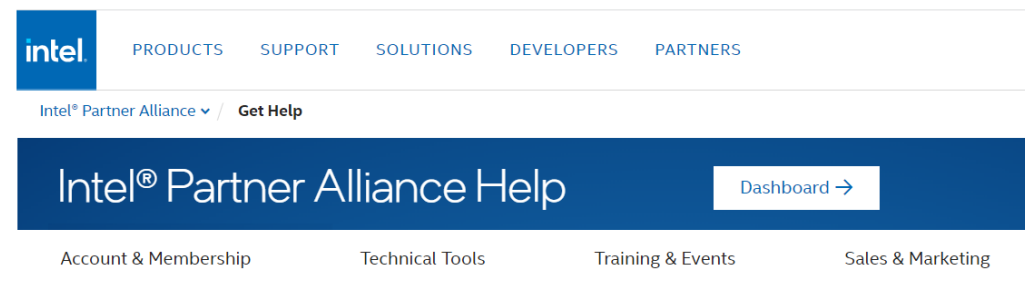 intel. PRODUCTS SUPPORT SOLUTIONS DEVELOPERS PARTNERS
Intel® Partner Alliance / Get Help
Intel® Partner Alliance Help Dashboard →
Account & Membership Technical Tools Training & Events Sales & Marketing